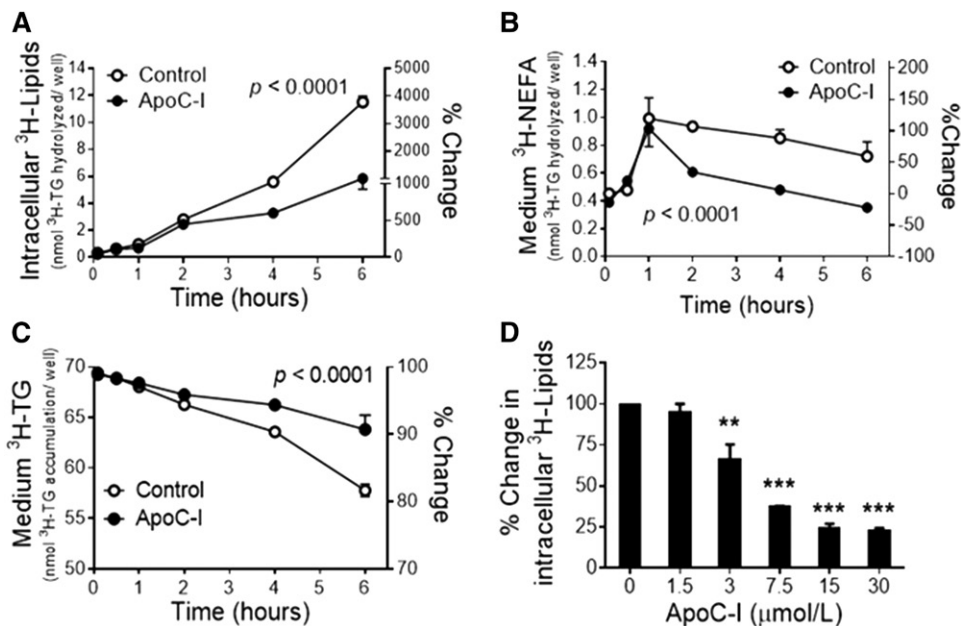 A
Intracellular ³H-Lipids
(nmol ³H-TG hydrolyzed/ well)
14
12
10
8
6
4
2
0
Control
ApoC-I
p < 0.0001
5000
4000
3000
2000
1000
500
0
% Change
0 1 2 3 4 5 6
Time (hours)
B
Medium ³H-NEFA
(nmol ³H-TG hydrolyzed/ well)
1.4
1.2
1.0
0.8
0.6
0.4
0.2
0.0
Control
ApoC-I
p < 0.0001
200
150
100
50
0
-50
-100
%Change
0 1 2 3 4 5 6
Time (hours)
C
Medium ³H-TG
(nmol ³H-TG accumulation/ well)
70
65
60
55
50
p < 0.0001
Control
ApoC-I
100
90
80
70
% Change
0 1 2 3 4 5 6
Time (hours)
D
% Change in
intracellular ³H-Lipids
125
100
75
50
25
0
**
***
*** ***
0 1.5 3 7.5 15 30
ApoC-I (μmol/L)